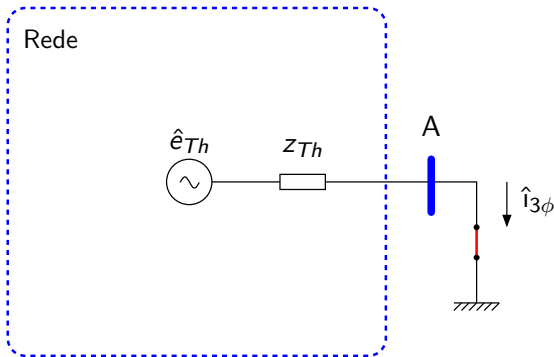 Rede
A
ê_Th
z_Th
î_3ϕ